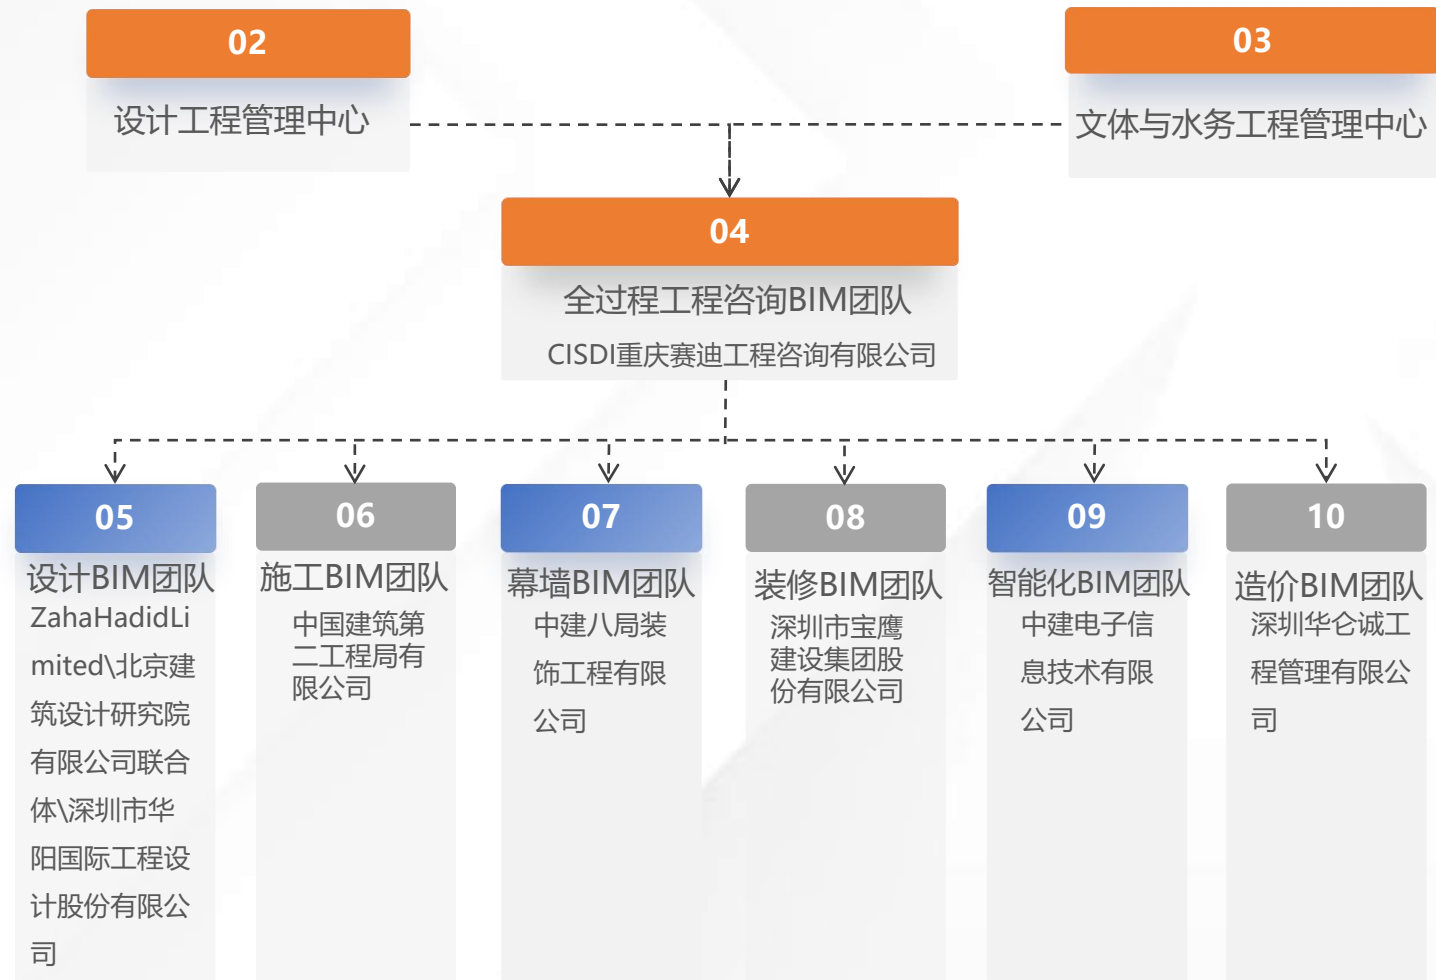 02
设计工程管理中心
03
文体与水务工程管理中心
04
全过程工程咨询BIM团队
CISDI重庆赛迪工程咨询有限公司
05
设计BIM团队
ZahaHadidLi
mited\北京建
筑设计研究院
有限公司联合
体\深圳市华
阳国际工程设
计股份有限公
司
06
施工BIM团队
中国建筑第
二工程局有
限公司
07
幕墙BIM团队
中建八局装
饰工程有限
公司
08
装修BIM团队
深圳市宝鹰
建设集团股
份有限公司
09
智能化BIM团队
中建电子信
息技术有限
公司
10
造价BIM团队
深圳华仑诚工
程管理有限公
司